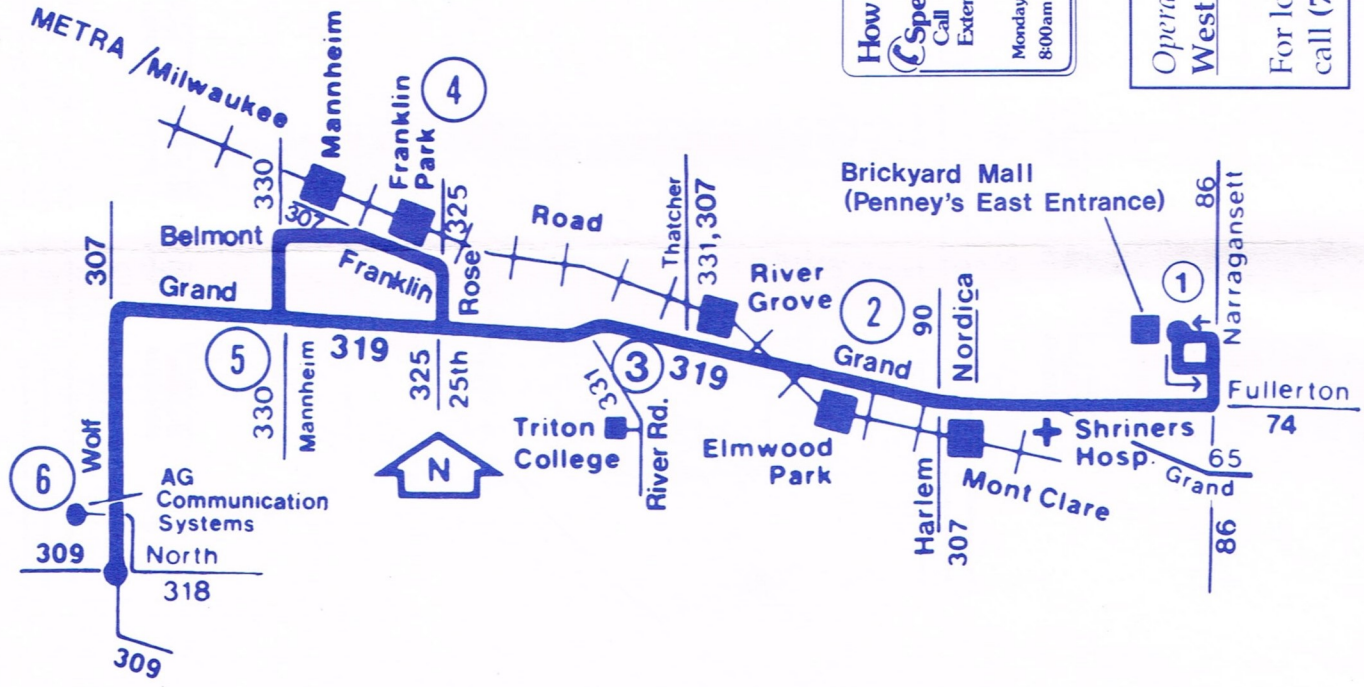 METRA / Milwaukee
Mannheim
Franklin
Park
4
330
307
325
Road
Thatcher
331,307
River
Grove
Brickyard Mall
(Penney's East Entrance)
86
Narragansett
1
307
Belmont
Grand
Franklin
Rose
2
90
Nordica
Grand
5
319
3
319
330
Mannheim
325
25th
331
Triton
College
River Rd.
N
Elmwood
Park
Harlem
307
Mont Clare
Shriners
Hosp.
Fullerton
74
65
Grand
86
Wolf
6
AG
Communication
Systems
309
North
318
309
How
Spe
Call
Exter
Monday
8:00am
Opera
West
For lo
call (7